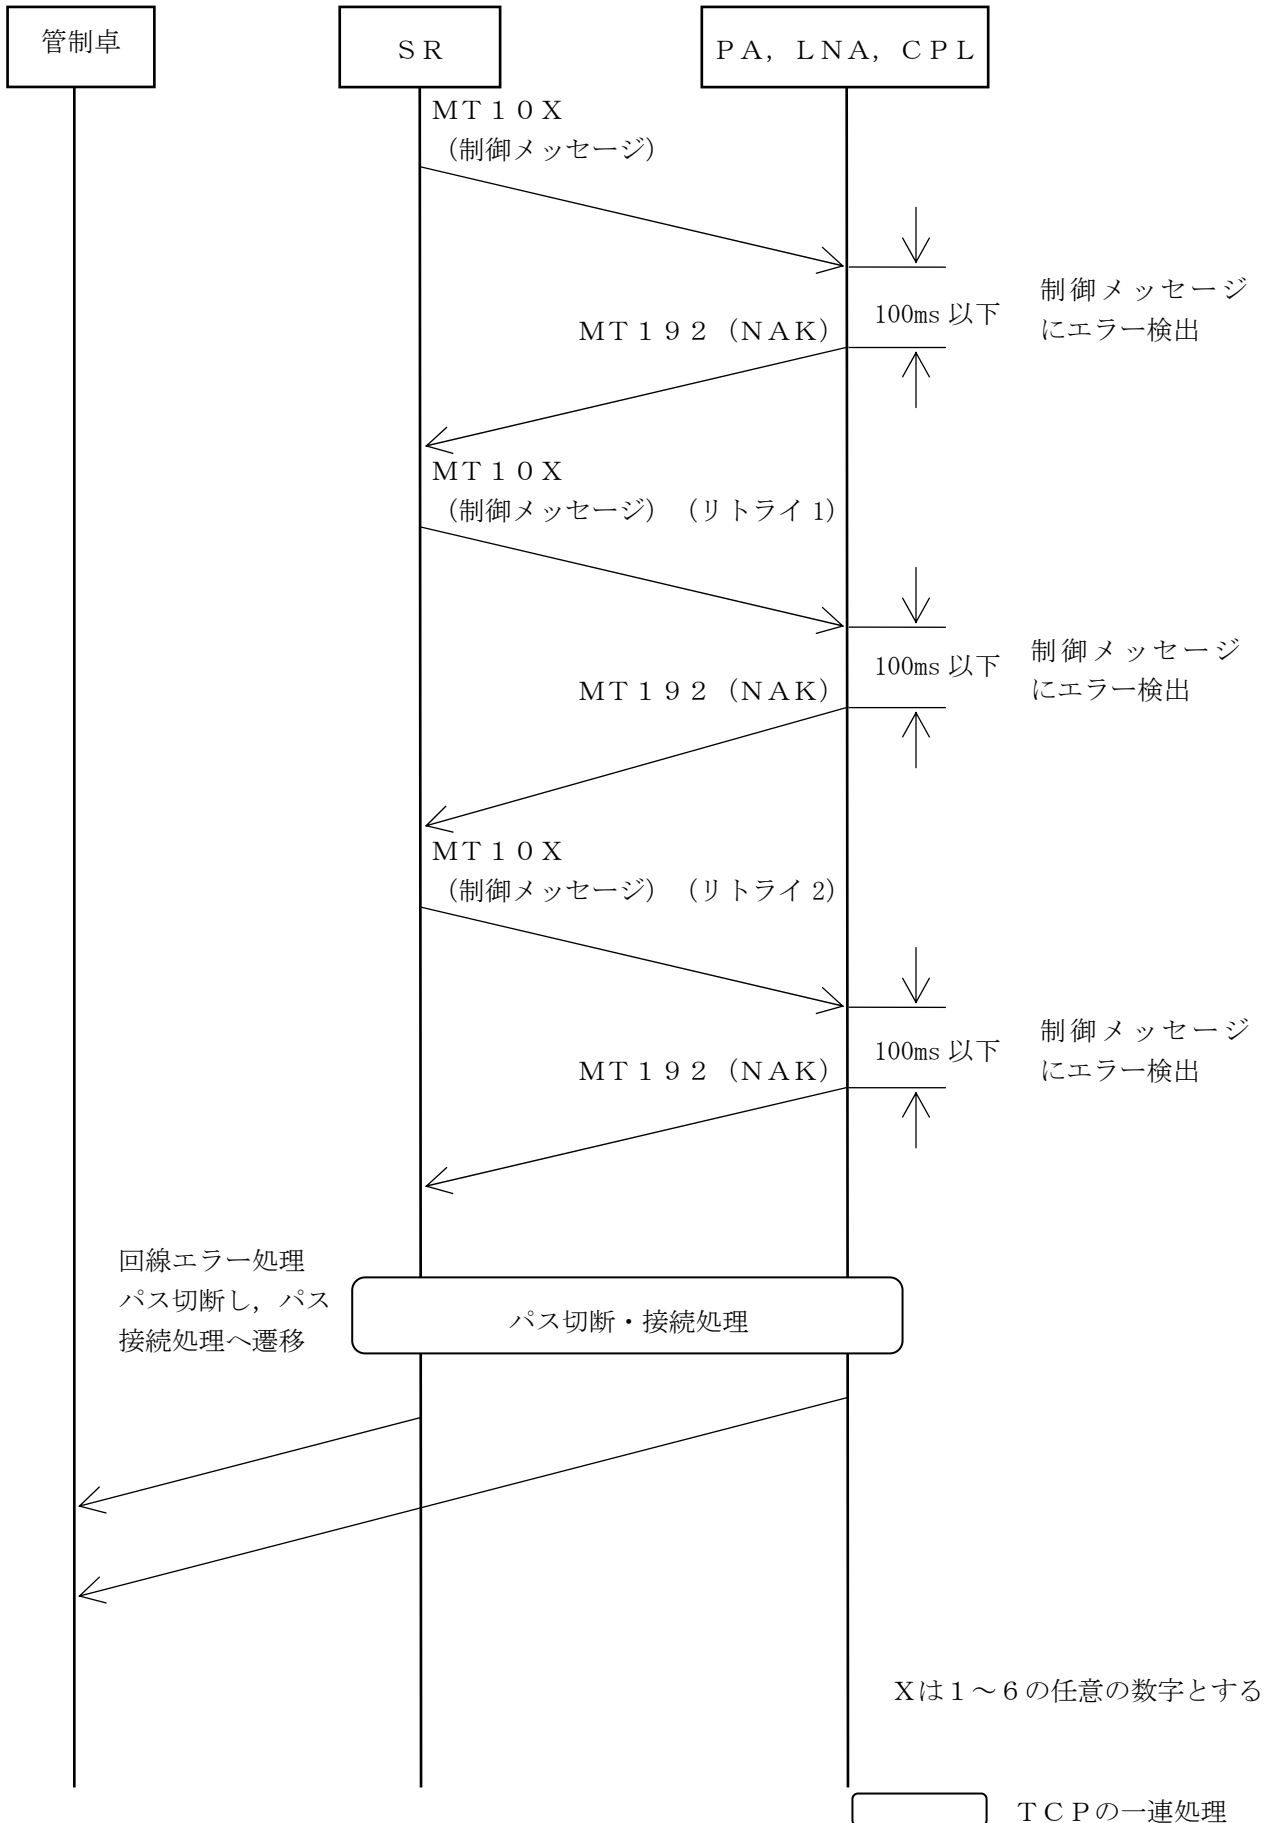 管制卓
ＳＲ
ＰＡ，ＬＮＡ，ＣＰＬ
ＭＴ１０Ｘ
（制御メッセージ）
100ms 以下
制御メッセージ
にエラー検出
ＭＴ１９２（ＮＡＫ）
ＭＴ１０Ｘ
（制御メッセージ）（リトライ 1）
100ms 以下
制御メッセージ
にエラー検出
ＭＴ１９２（ＮＡＫ）
ＭＴ１０Ｘ
（制御メッセージ）（リトライ 2）
100ms 以下
制御メッセージ
にエラー検出
ＭＴ１９２（ＮＡＫ）
回線エラー処理
パス切断し，パス
接続処理へ遷移
パス切断・接続処理
Ｘは１～６の任意の数字とする
ＴＣＰの一連処理